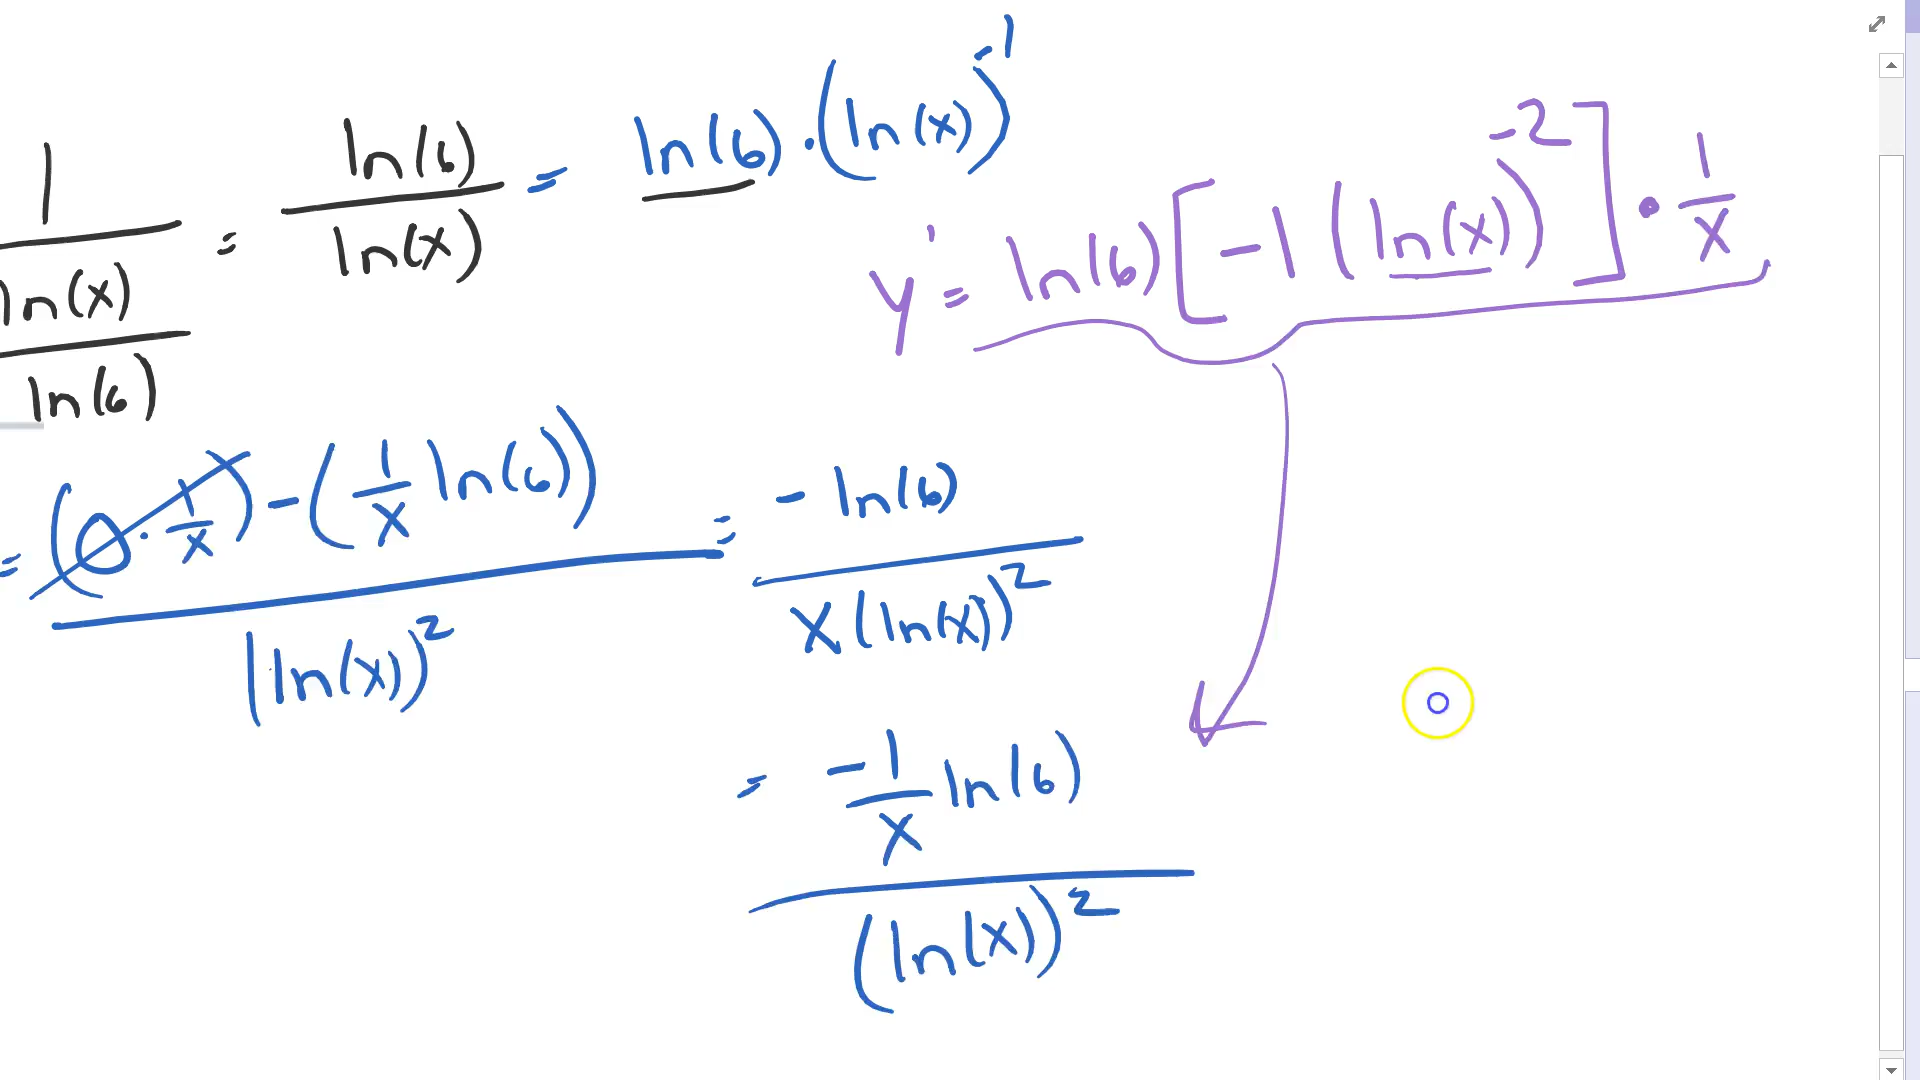 1/(ln(x)/ln(6)) = ln(6)/ln(x) = ln(6)·(ln(x))^-1
y' = ln(6)[-1(ln(x))^-2]·1/x
= ((0·1/x) - (1/x ln(6)))/(ln(x))^2 = -ln(6)/(x(ln(x))^2)
= (-1/x ln(6))/(ln(x))^2